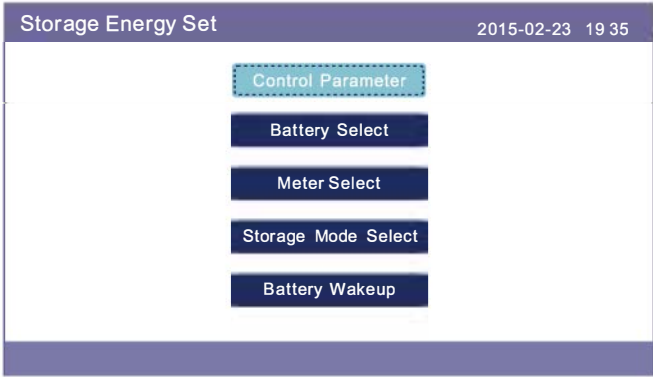 Storage Energy Set
2015-02-23 19 35
Control Parameter
Battery Select
Meter Select
Storage Mode Select
Battery Wakeup